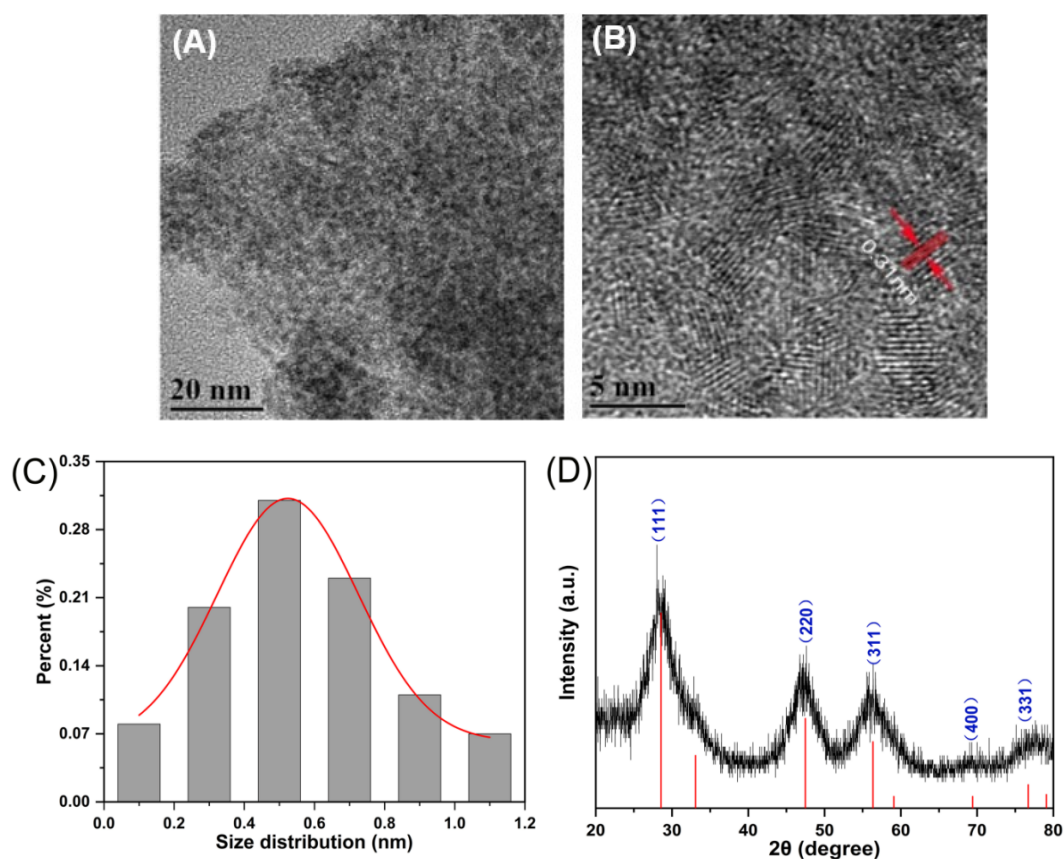 (A)
20 nm
(B)
0.31nm
5 nm
(C)
0.35
0.28
0.21
0.14
0.07
0.00
Percent (%)
0.0 0.2 0.4 0.6 0.8 1.0 1.2
Size distribution (nm)
(D)
Intensity (a.u.)
(111)
(220)
(311)
(400)
(331)
20 30 40 50 60 70 80
2θ (degree)